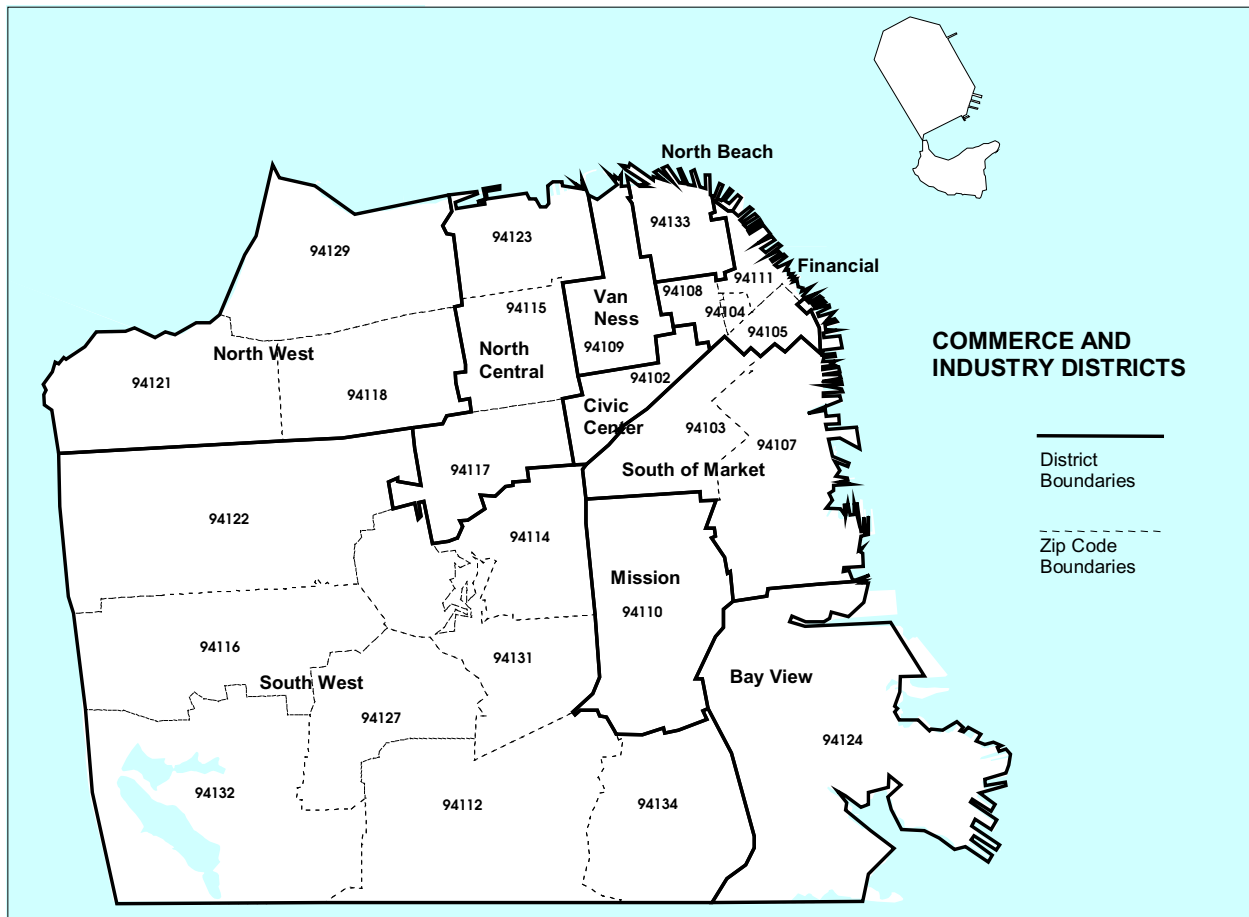 North Beach
94133
94123
94129
Financial
94111
94108
94115
Van
Ness
94104
94105
COMMERCE AND
INDUSTRY DISTRICTS
North West
94109
North
Central
94121
94118
94102
Civic
Center
94103
94107
District
Boundaries
South of Market
94117
94122
94114
Zip Code
Boundaries
Mission
94110
94116
94131
South West
Bay View
94127
94124
94132
94112
94134